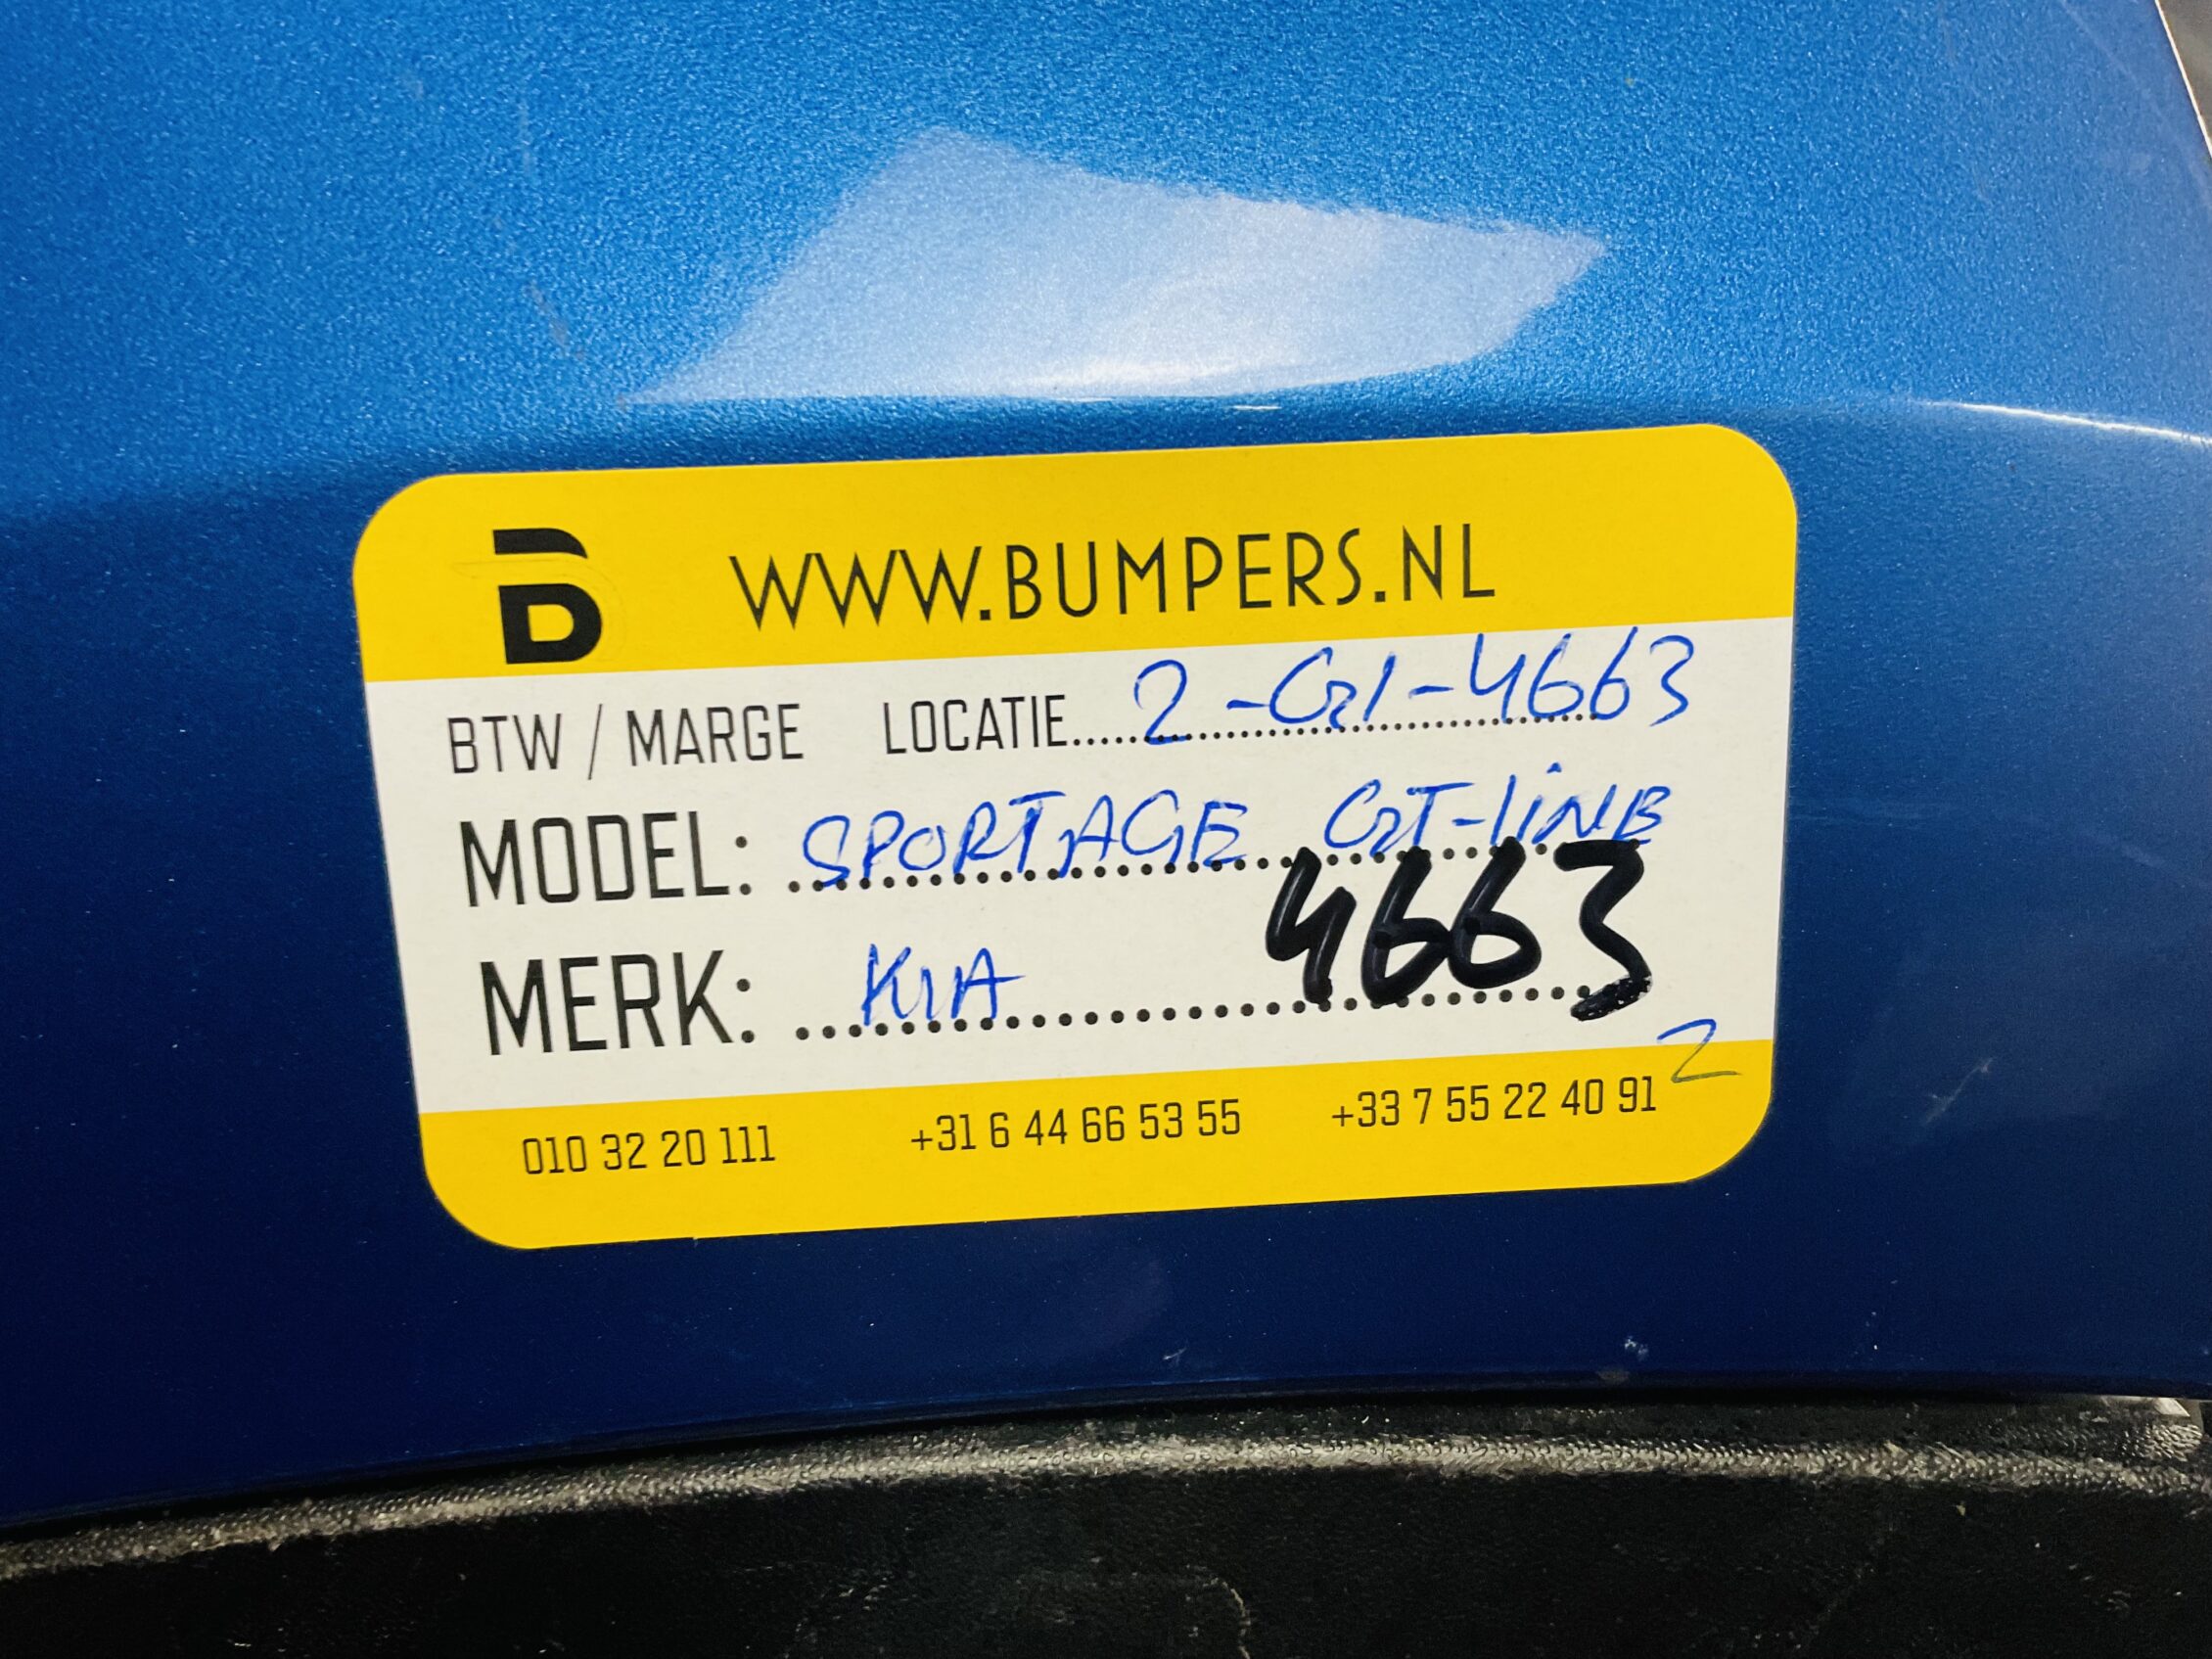 B WWW.BUMPERS.NL
BTW / MARGE LOCATIE.....2-G1-4663
MODEL: SPORTAGE GT-LINE
4663
MERK: KIA
2
010 32 20 111 +31 6 44 66 53 55 +33 7 55 22 40 91